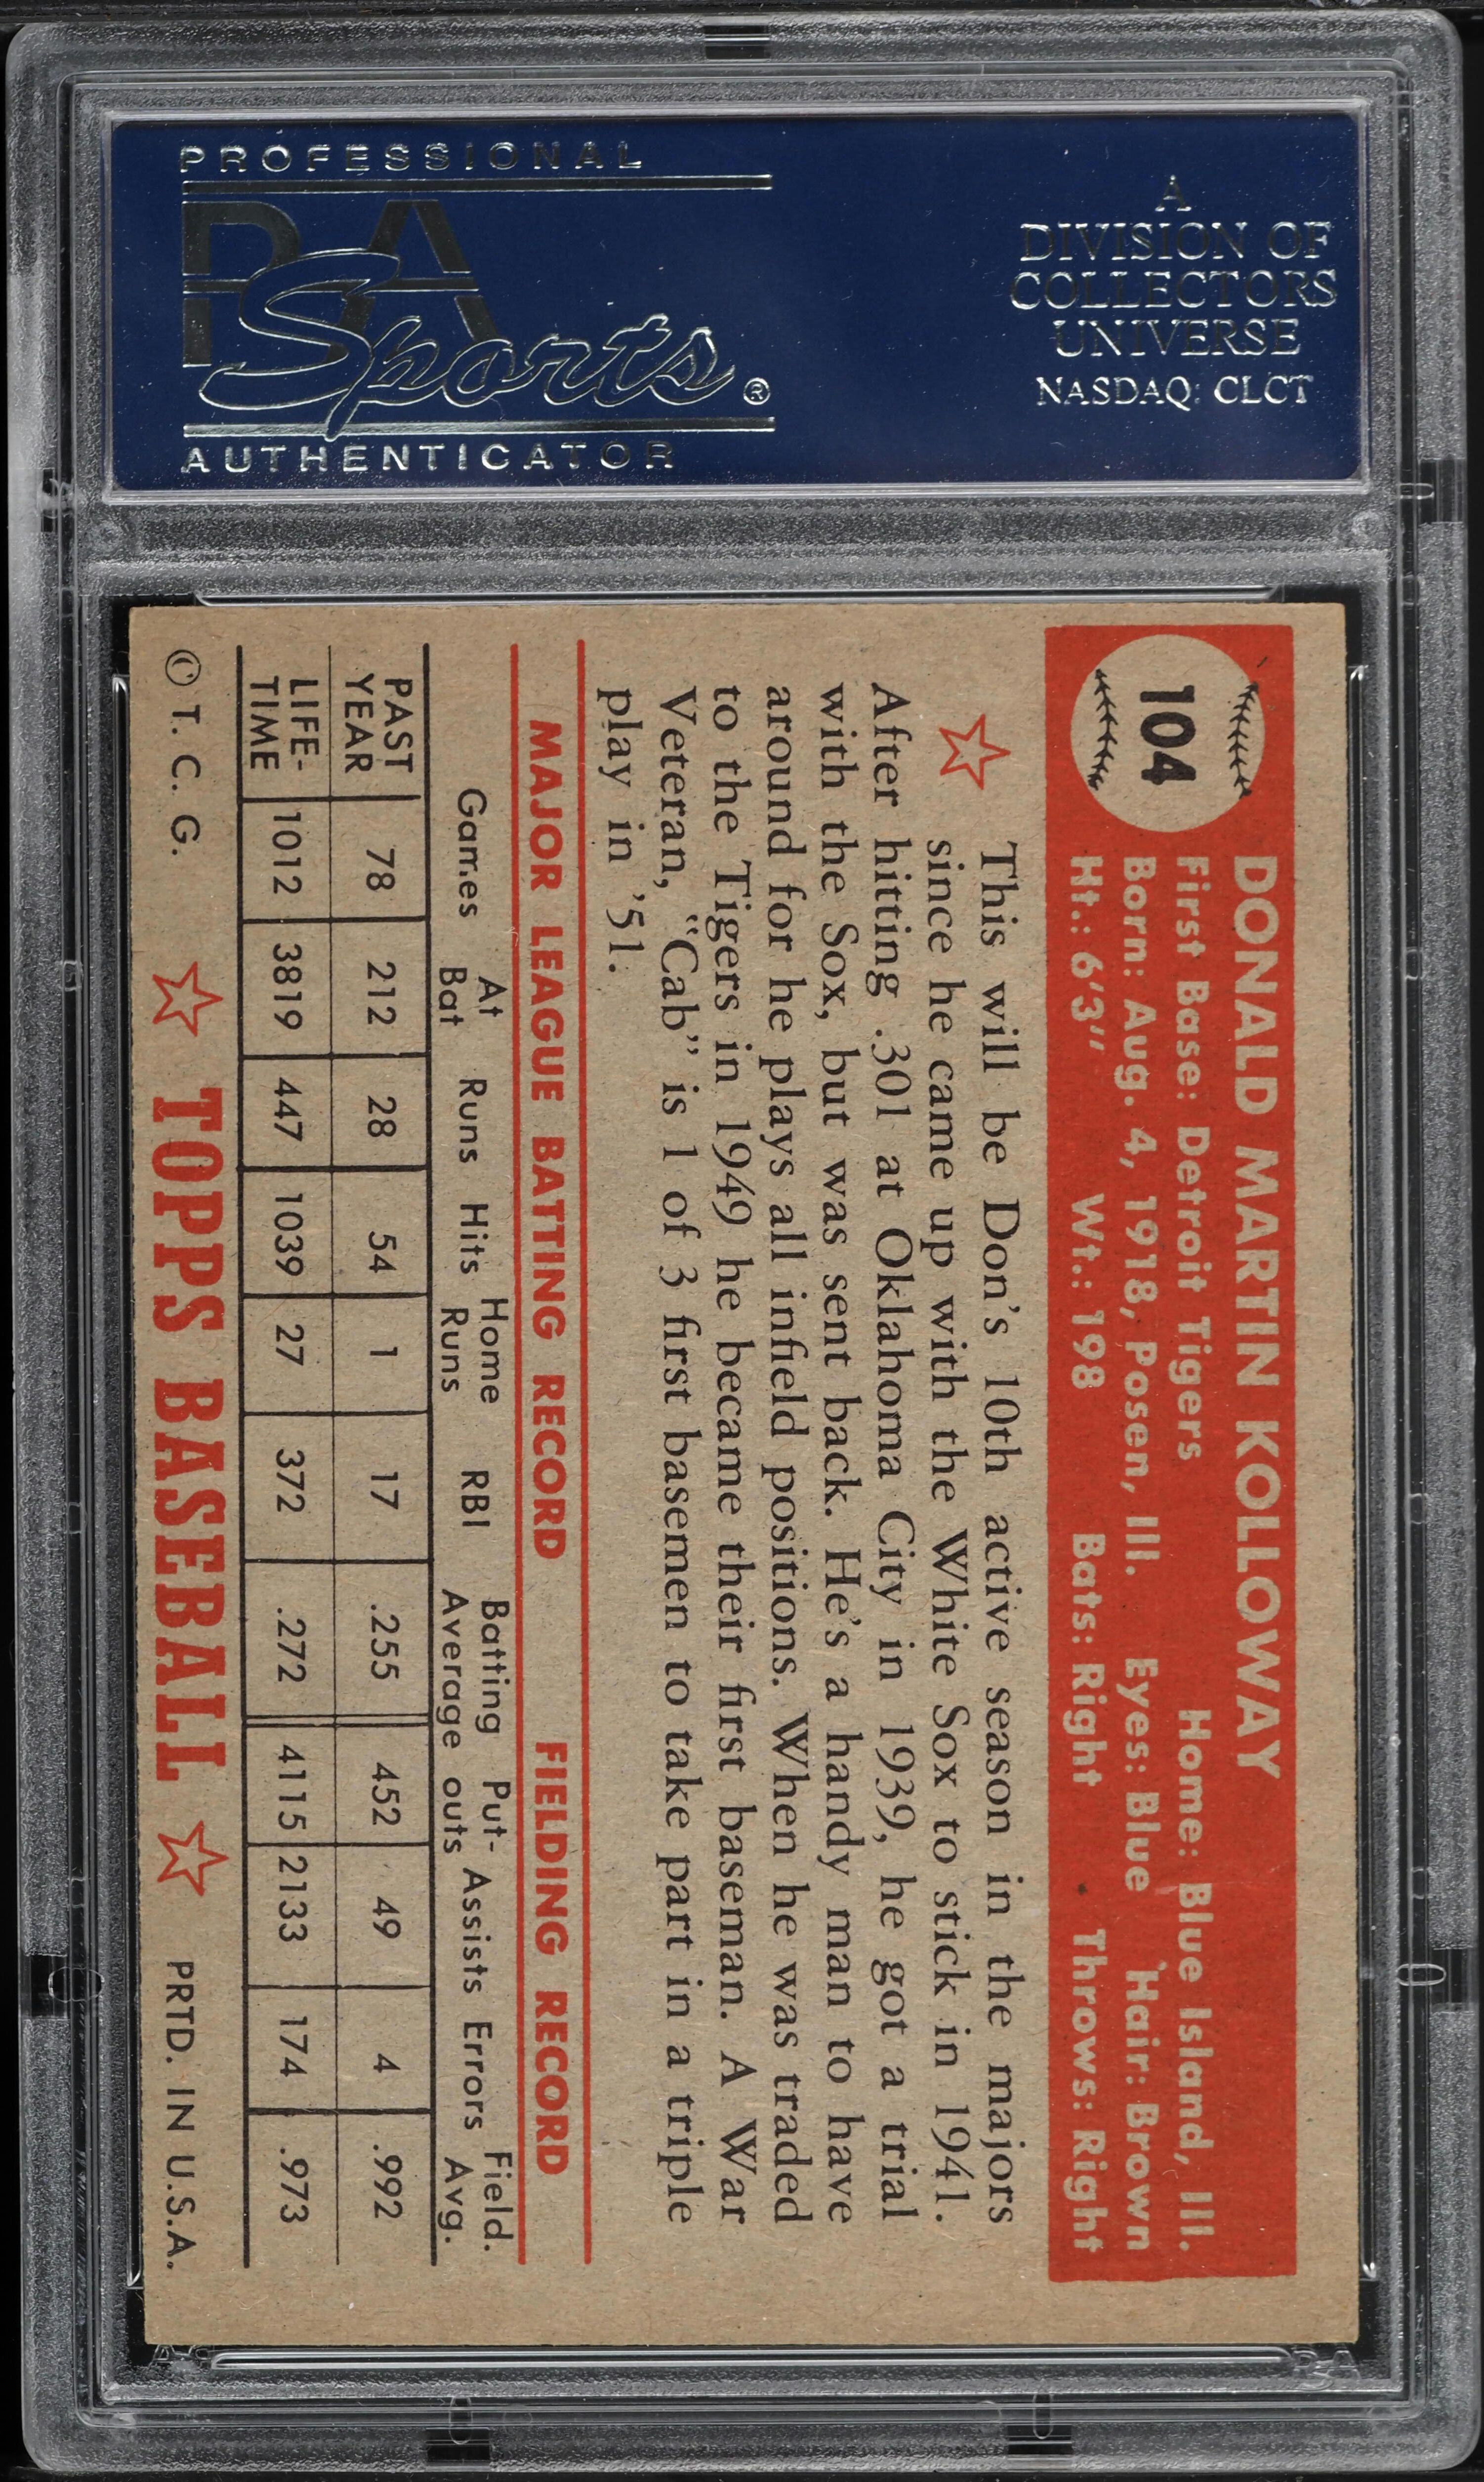 PROFESSIONAL
PSA
Sports®
AUTHENTICATOR
A
DIVISION OF
COLLECTORS
UNIVERSE
NASDAQ: CLCT
104
DONALD MARTIN KOLLOWAY
First Base: Detroit Tigers Home: Blue Island, Ill.
Born: Aug. 4, 1918, Posen, Ill. Eyes: Blue Hair: Brown
Ht.: 6'3" Wt.: 198 Bats: Right Throws: Right
This will be Don's 10th active season in the majors
since he came up with the White Sox to stick in 1941.
After hitting .301 at Oklahoma City in 1939, he got a trial
with the Sox, but was sent back. He's a handy man to have
around for he plays all infield positions. When he was traded
to the Tigers in 1949 he became their first baseman. A War
Veteran, "Cab" is 1 of 3 first basemen to take part in a triple
play in '51.
MAJOR LEAGUE BATTING RECORD FIELDING RECORD
Games At Bat Runs Hits Home Runs RBI Batting Average Put-outs Assists Errors Field. Avg.
PAST YEAR 78 212 28 54 1 17 .255 452 49 4 .992
LIFE-TIME 1012 3819 447 1039 27 372 .272 4115 2133 174 .973
© T. C. G. ☆ TOPPS BASEBALL ☆ PRTD. IN U.S.A.